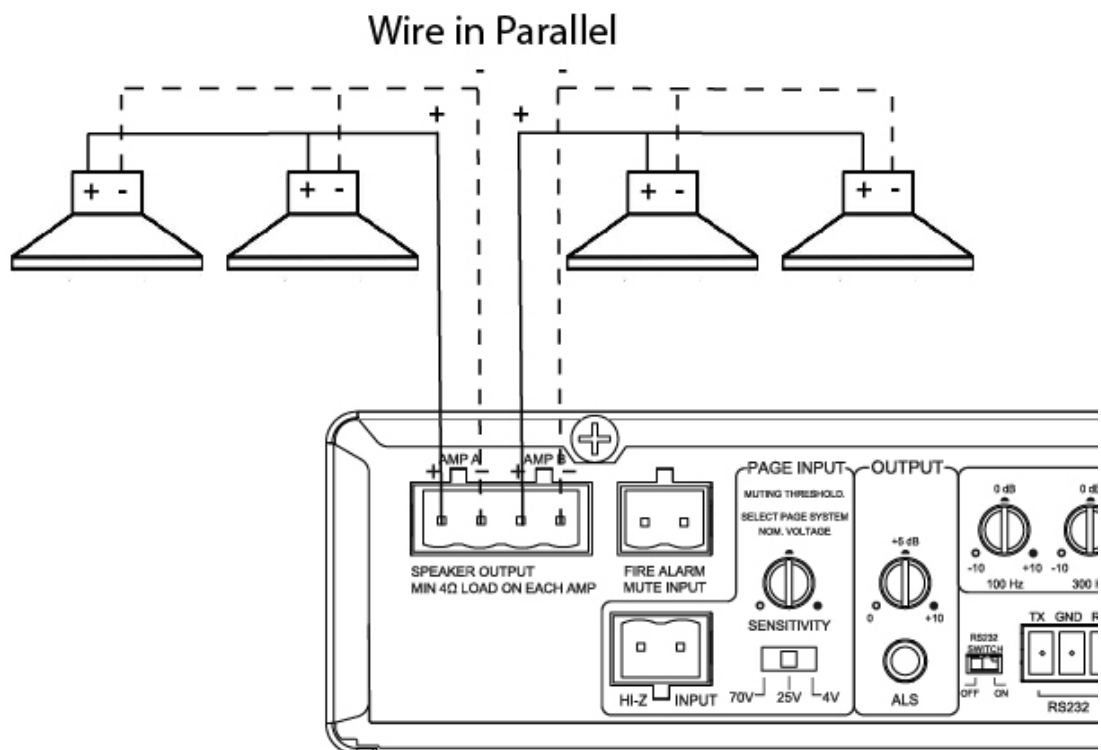 Wire in Parallel
- -
+ +
+ - + - + - + -
AMP A AMP B
+ - + -
SPEAKER OUTPUT
MIN 4Ω LOAD ON EACH AMP
FIRE ALARM
MUTE INPUT
HI-Z INPUT
PAGE INPUT
MUTING THRESHOLD.
SELECT PAGE SYSTEM
NOM. VOLTAGE
SENSITIVITY
70V 25V 4V
OUTPUT
+5 dB
0 +10
ALS
0 dB
-10 +10
100 Hz
0 dB
-10
300 H
RS232
SWITCH
OFF ON
TX GND R
RS232